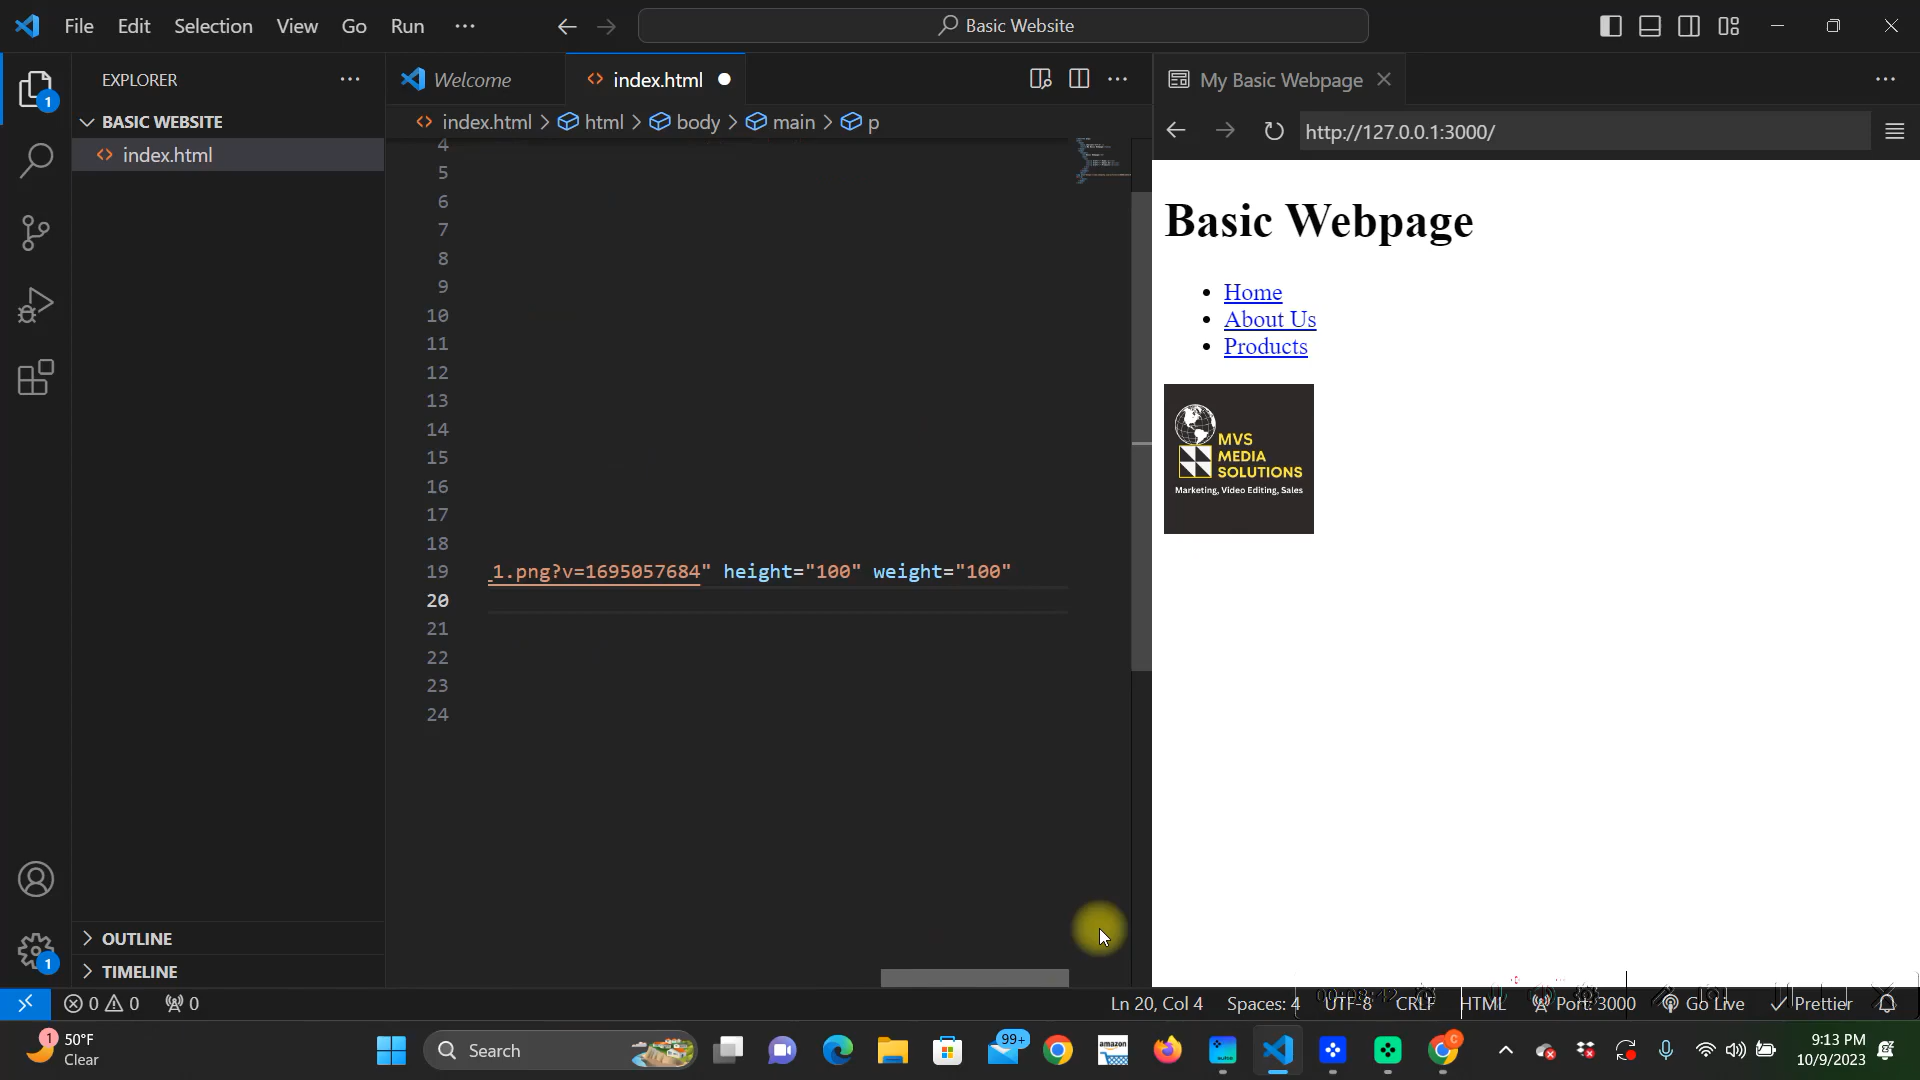 File Edit Selection View Go Run
Basic Website
EXPLORER
BASIC WEBSITE
index.html
1
Welcome
index.html
index.html > html > body > main > p
4
5
6
7
8
9
10
11
12
13
14
15
16
17
18
19 _1.png?v=1695057684" height="100" weight="100"
20
21
22
23
24
My Basic Webpage
http://127.0.0.1:3000/
Basic Webpage
Home
About Us
Products
MVS
MEDIA
SOLUTIONS
Marketing, Video Editing, Sales
OUTLINE
TIMELINE
1
0 0 0
Ln 20, Col 4 Spaces: 4 UTF-8 CRLF HTML Port: 3000 Go Live Prettier
1
50°F
Clear
Search
99+
amazon
C
9:13 PM
10/9/2023